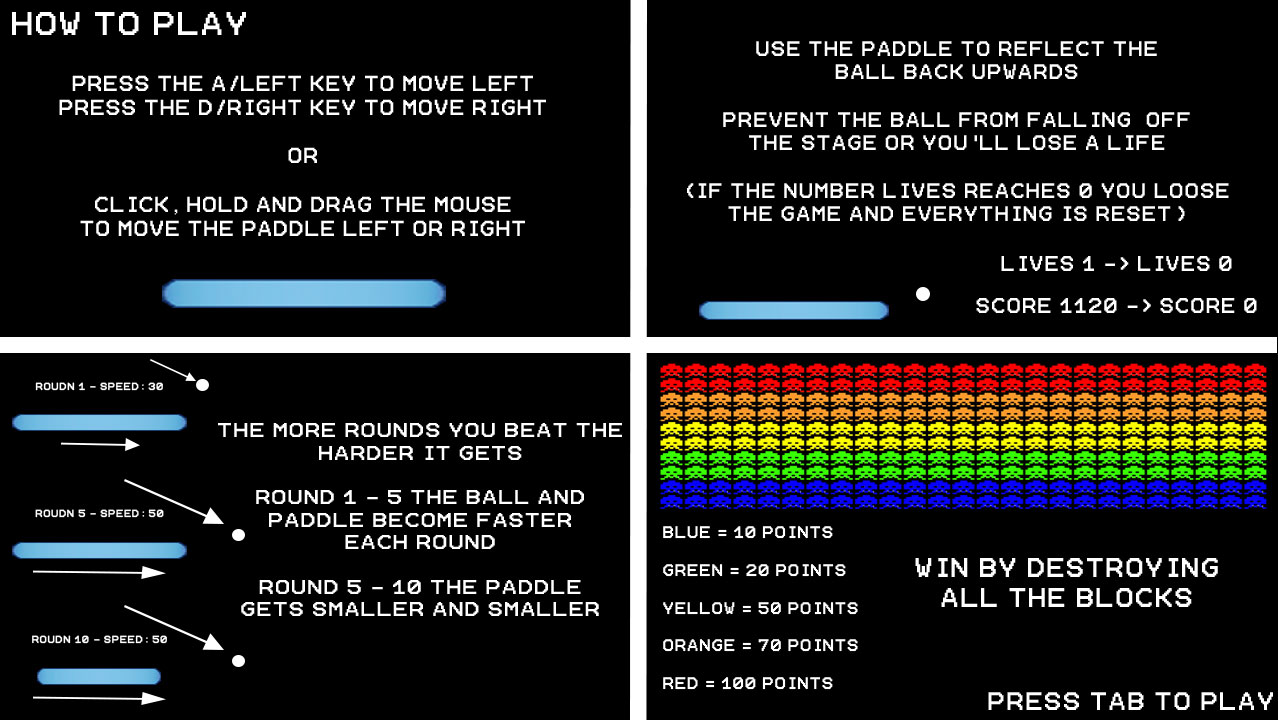 HOW TO PLAY
PRESS THE A/LEFT KEY TO MOVE LEFT
PRESS THE D/RIGHT KEY TO MOVE RIGHT
OR
CLICK, HOLD AND DRAG THE MOUSE
TO MOVE THE PADDLE LEFT OR RIGHT
USE THE PADDLE TO REFLECT THE
BALL BACK UPWARDS
PREVENT THE BALL FROM FALLING OFF
THE STAGE OR YOU'LL LOSE A LIFE
(IF THE NUMBER LIVES REACHES 0 YOU LOOSE
THE GAME AND EVERYTHING IS RESET)
LIVES 1 -> LIVES 0
SCORE 1120 -> SCORE 0
ROUDN 1 - SPEED: 30
THE MORE ROUNDS YOU BEAT THE
HARDER IT GETS
ROUDN 5 - SPEED: 50
ROUND 1 - 5 THE BALL AND
PADDLE BECOME FASTER
EACH ROUND
ROUND 5 - 10 THE PADDLE
GETS SMALLER AND SMALLER
ROUDN 10 - SPEED: 50
BLUE = 10 POINTS
GREEN = 20 POINTS
YELLOW = 50 POINTS
ORANGE = 70 POINTS
RED = 100 POINTS
WIN BY DESTROYING
ALL THE BLOCKS
PRESS TAB TO PLAY